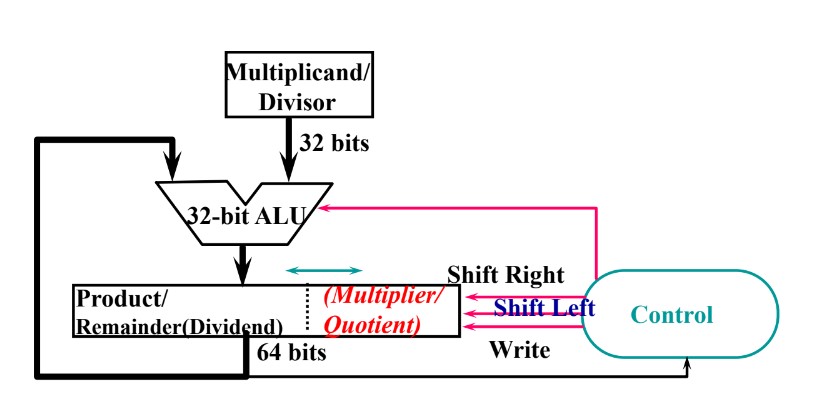 Multiplicand/
Divisor
32 bits
32-bit ALU
Shift Right
Product/
Remainder(Dividend)
(Multiplier/
Quotient)
Shift Left
Control
64 bits
Write